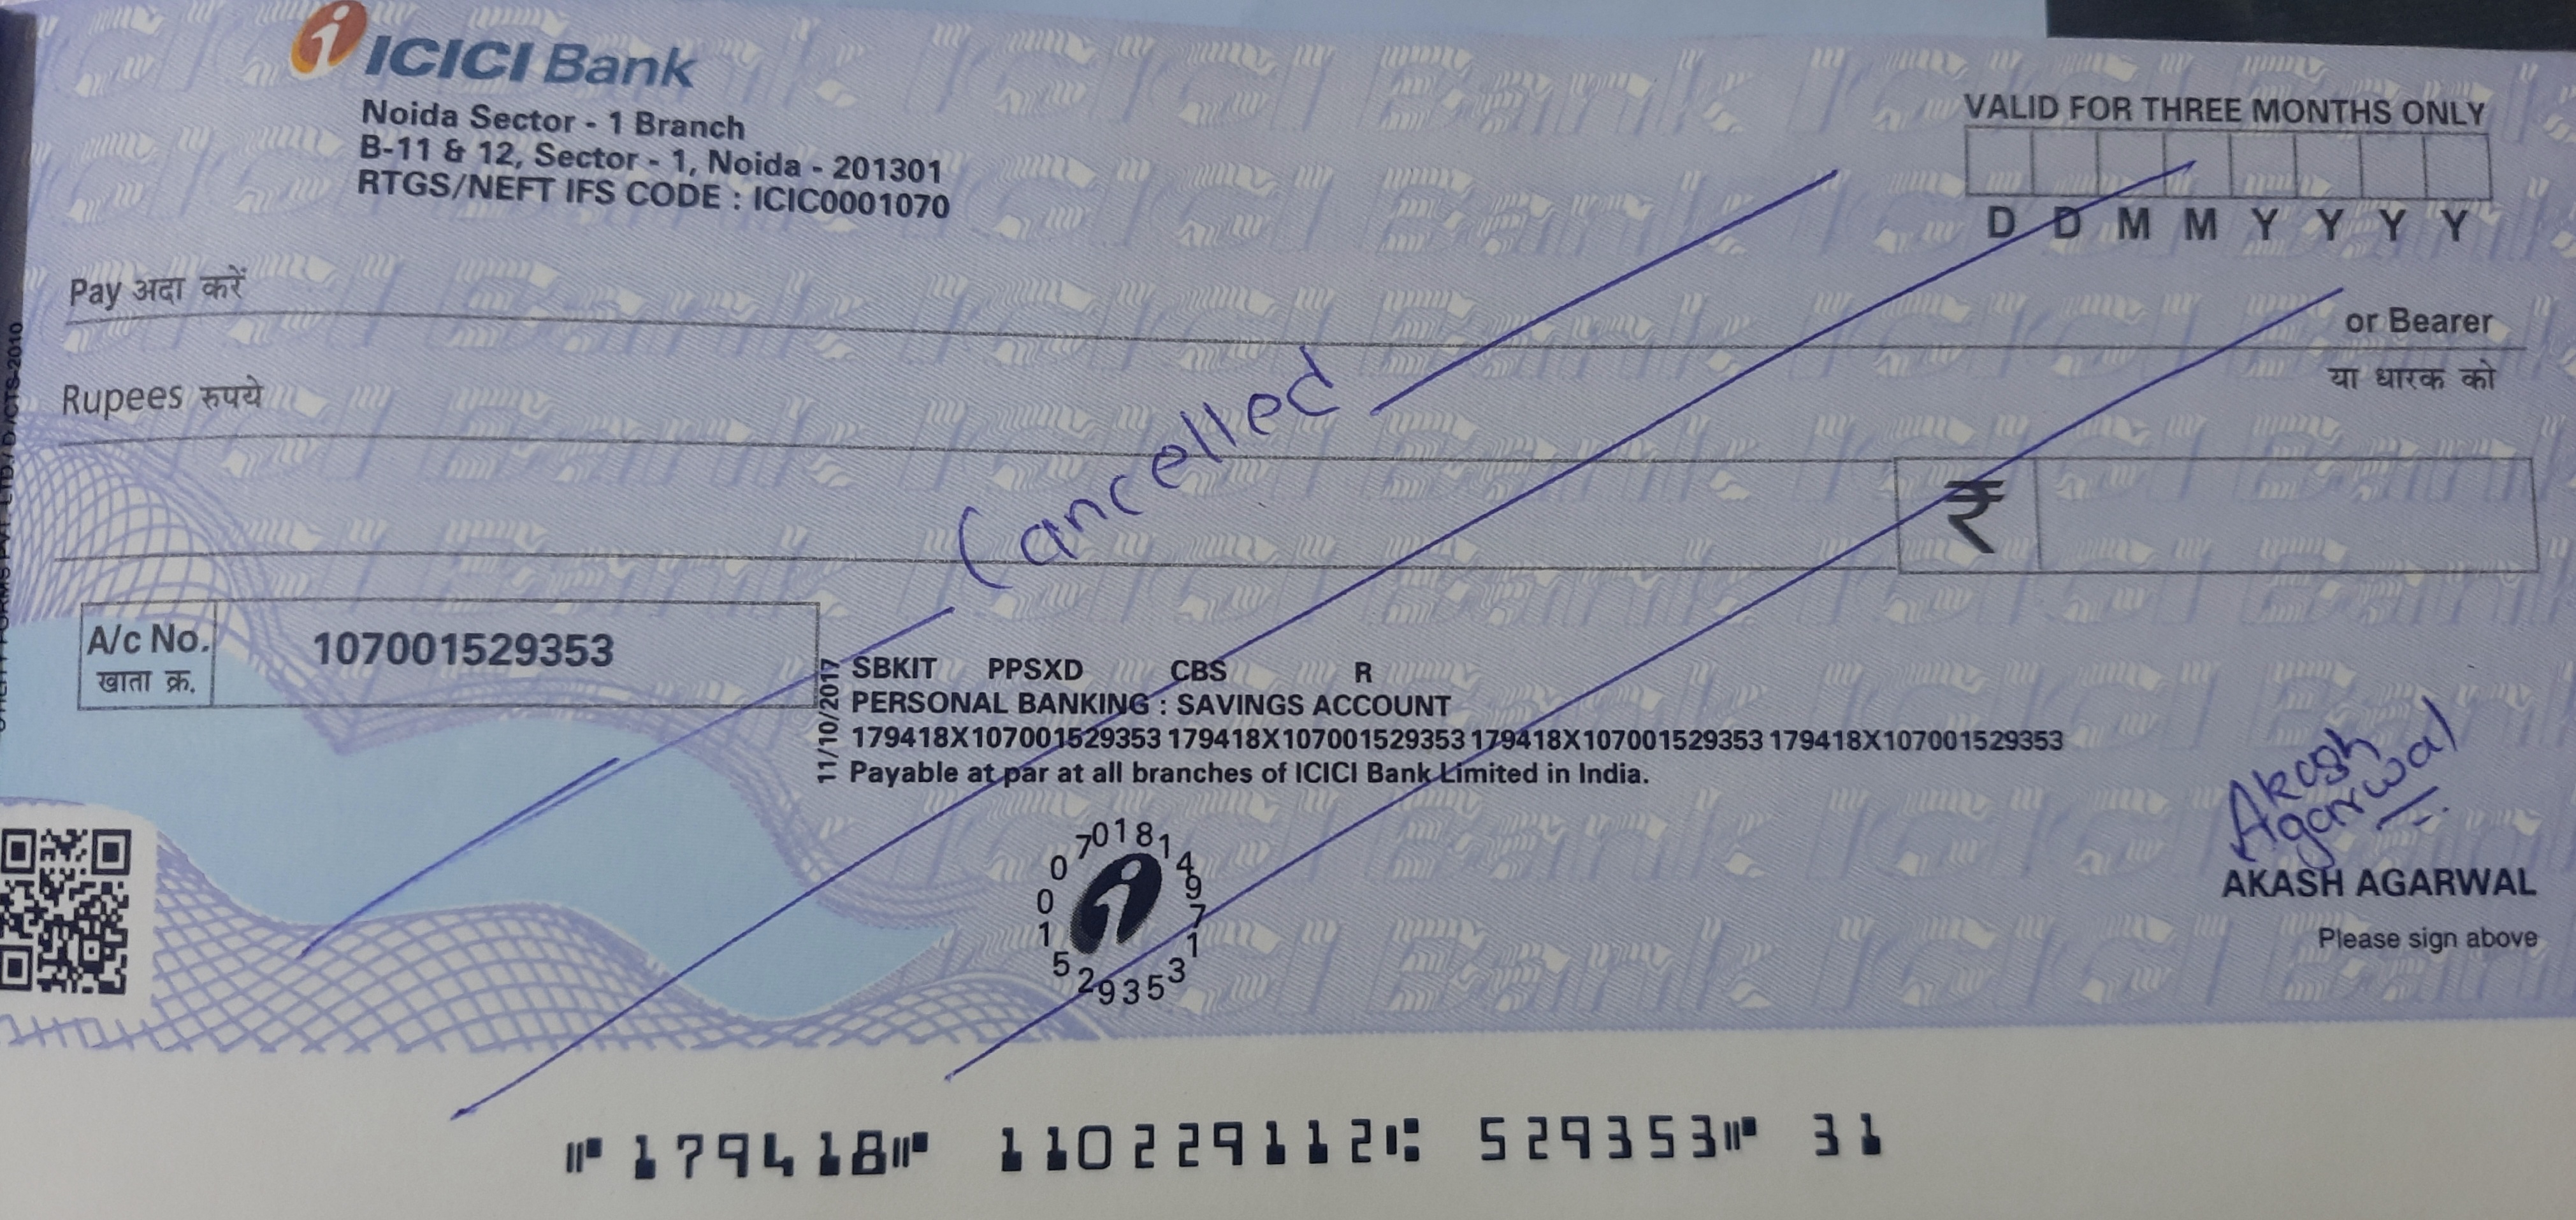 ICICI Bank
Noida Sector - 1 Branch
B-11 & 12, Sector - 1, Noida - 201301
RTGS/NEFT IFS CODE : ICIC0001070
VALID FOR THREE MONTHS ONLY
D D M M Y Y Y Y
Pay अदा करें
or Bearer
या धारक को
Rupees रुपये
Cancelled
₹
A/c No.
खाता क्र.
107001529353
11/10/2017
SBKIT PPSXD CBS R
PERSONAL BANKING : SAVINGS ACCOUNT
179418X107001529353 179418X107001529353 179418X107001529353 179418X107001529353
Payable at par at all branches of ICICI Bank Limited in India.
Akash
Agarwal
AKASH AGARWAL
Please sign above
CTS-2010
⑈179418⑈ 110229112⑆ 529353⑈ 31